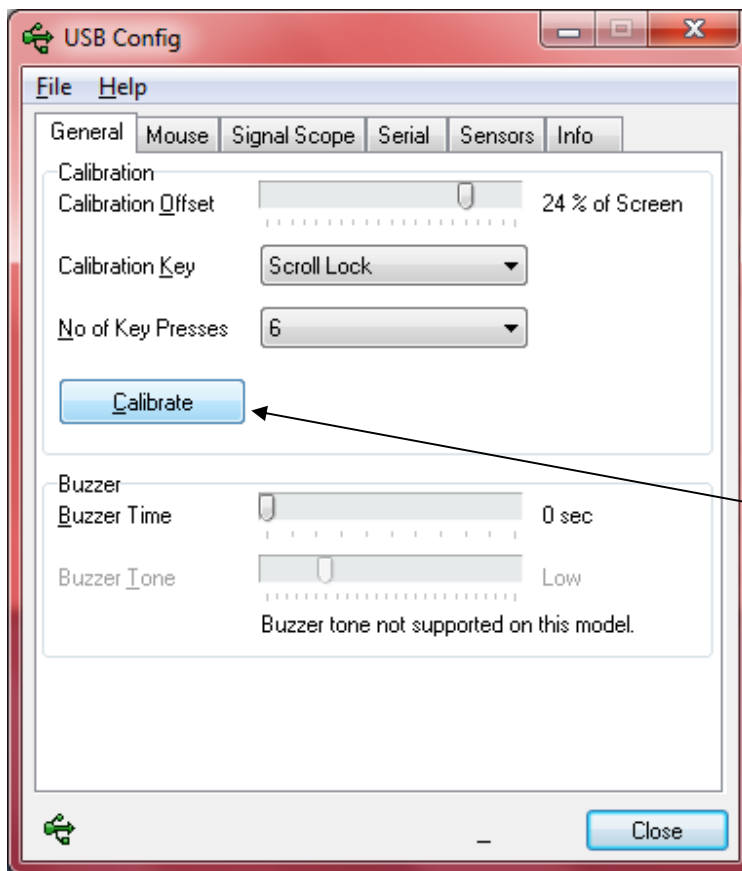 USB Config
File Help
General Mouse Signal Scope Serial Sensors Info
Calibration
Calibration Offset 24 % of Screen
Calibration Key Scroll Lock
No of Key Presses 6
Calibrate
Buzzer
Buzzer Time 0 sec
Buzzer Tone Low
Buzzer tone not supported on this model.
_
Close